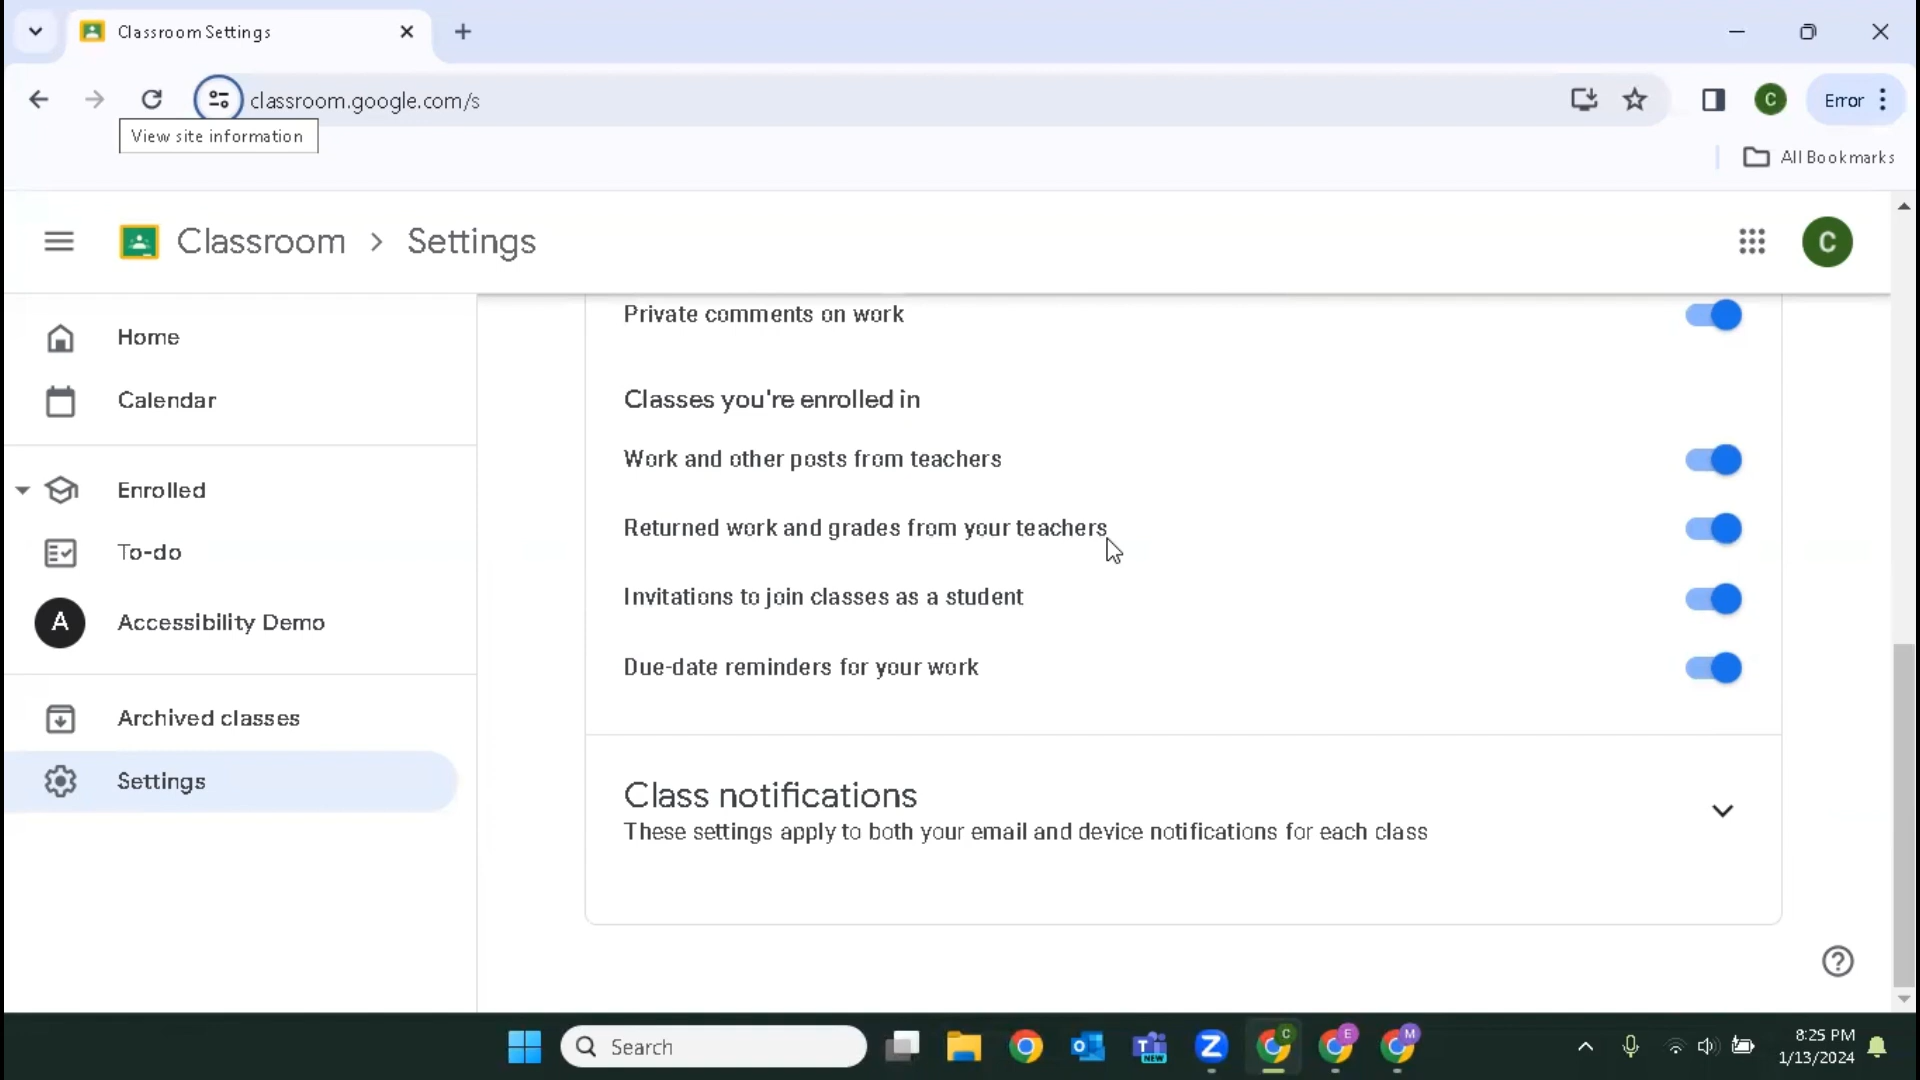 Classroom Settings
classroom.google.com/s
Error
View site information
All Bookmarks
Classroom > Settings
C
C
Home
Calendar
Enrolled
To-do
A
Accessibility Demo
Archived classes
Settings
Private comments on work
Classes you're enrolled in
Work and other posts from teachers
Returned work and grades from your teachers
Invitations to join classes as a student
Due-date reminders for your work
Class notifications
These settings apply to both your email and device notifications for each class
Search
NEW
C
E
M
8:25 PM
1/13/2024